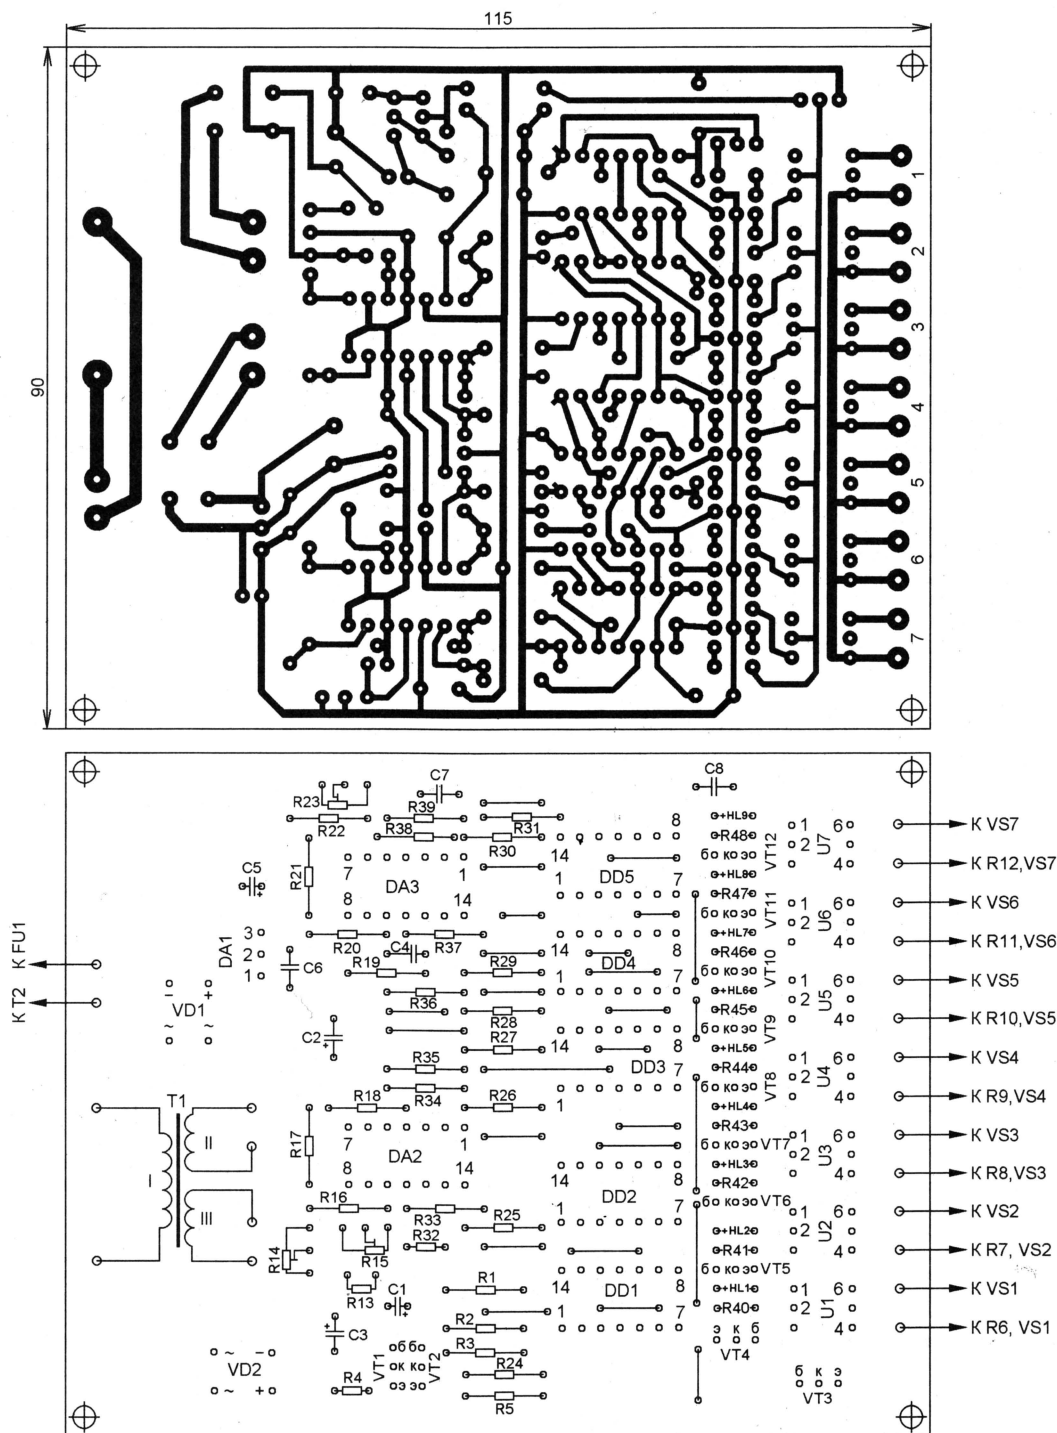 115
90
1
2
3
4
5
6
7
C7
C8
R23
R39
R22
R31
8
+HL9
1 6
К VS7
R38
R30
R48
2 U7
VT12
14
7
1
б к э
4
К R12,VS7
R21
DA3
DD5
+HL8
C5
8
14
1
7
R47
VT11
1 6
К VS6
б к э
2 U6
3
R20
C4
R37
+HL7
4
К R11,VS6
К FU1
DA1
2
14
8
R46
1
C6
R19
R29
1
DD4
7
б к э
VT10
1 6
К VS5
− +
VD1
R36
+HL6
2 U5
К T2
R28
R45
VT9
4
К R10,VS5
~ ~
C2
+
R27
14
8
б к э
+HL5
1 6
К VS4
R35
DD3
7
R44
VT8
2 U4
R34
1
б к э
4
К R9,VS4
T1
R18
R26
+HL4
R43
1 6
К VS3
II
R17
7
1
б к э VT7
2 U3
I
8
DA2
14
14
8
+HL3
4
К R8,VS3
R42
III
R16
R33
R25
1
DD2
7
б к э VT6
1 6
К VS2
R32
+HL2
2 U2
R14
R15
R41
4
К R7, VS2
б к э VT5
R13
C1
+
R1
14
DD1
8
+HL1
1 6
К VS1
R40
2 U1
C3
+
R2
1
7
э к б
4
К R6, VS1
VT4
~ −
VD2
~ +
VT1
б б
к к
э э
VT2
R3
R24
R4
R5
б к э
VT3